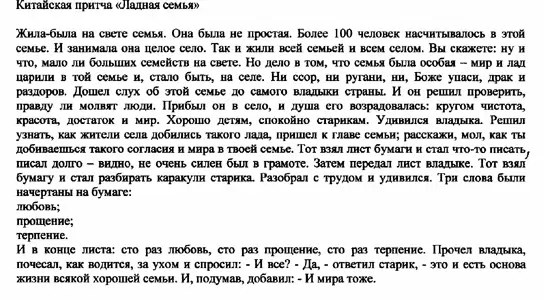 Китайская притча «Ладная семья»
Жила-была на свете семья. Она была не простая. Более 100 человек насчитывалось в этой
семье. И занимала она целое село. Так и жили всей семьей и всем селом. Вы скажете: ну и
что, мало ли больших семейств на свете. Но дело в том, что семья была особая – мир и лад
царили в той семье и, стало быть, на селе. Ни ссор, ни ругани, ни, Боже упаси, драк и
раздоров. Дошел слух об этой семье до самого владыки страны. И он решил проверить,
правду ли молвят люди. Прибыл он в село, и душа его возрадовалась: кругом чистота,
красота, достаток и мир. Хорошо детям, спокойно старикам. Удивился владыка. Решил
узнать, как жители села добились такого лада, пришел к главе семьи; расскажи, мол, как ты
добиваешься такого согласия и мира в твоей семье. Тот взял лист бумаги и стал что-то писать,
писал долго – видно, не очень силен был в грамоте. Затем передал лист владыке. Тот взял
бумагу и стал разбирать каракули старика. Разобрал с трудом и удивился. Три слова были
начертаны на бумаге:
любовь;
прощение;
терпение.
И в конце листа: сто раз любовь, сто раз прощение, сто раз терпение. Прочел владыка,
почесал, как водится, за ухом и спросил: - И все? - Да, - ответил старик, - это и есть основа
жизни всякой хорошей семьи. И, подумав, добавил: - И мира тоже.